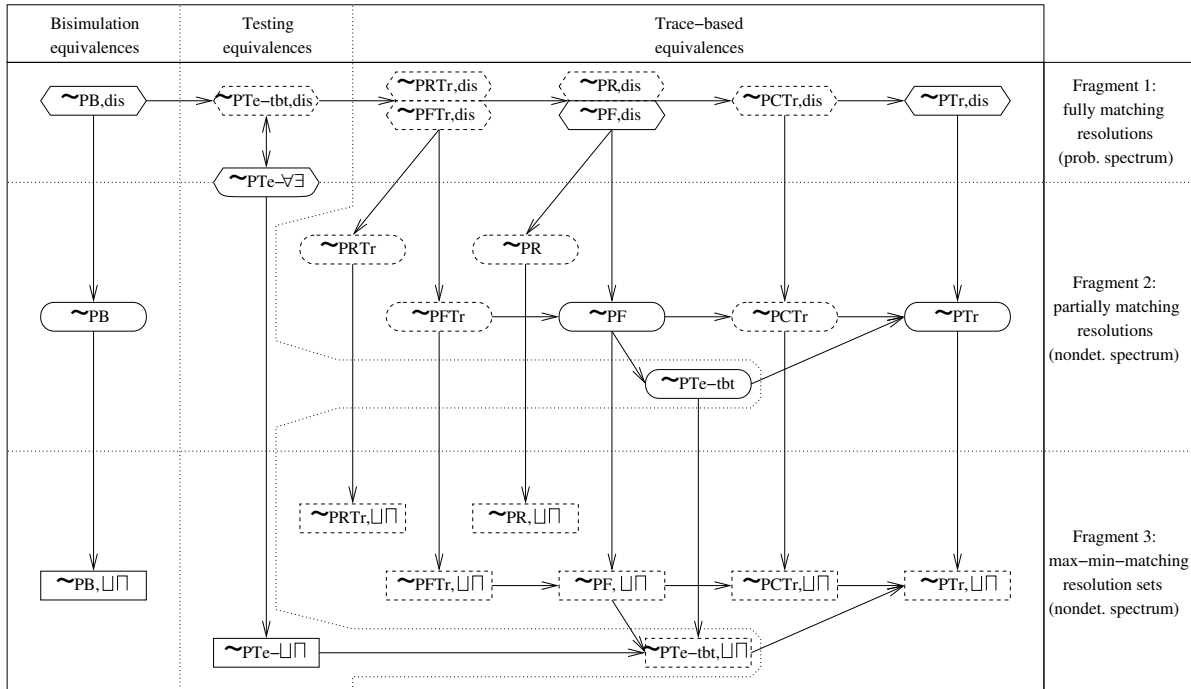 Bisimulation equivalences
Testing equivalences
Trace−based equivalences
∼PB,dis
∼PTe−tbt,dis
∼PRTr,dis
∼PFTr,dis
∼PR,dis
∼PF,dis
∼PCTr,dis
∼PTr,dis
Fragment 1:
fully matching
resolutions
(prob. spectrum)
∼PTe−∀∃
∼PRTr
∼PR
∼PB
∼PFTr
∼PF
∼PCTr
∼PTr
Fragment 2:
partially matching
resolutions
(nondet. spectrum)
∼PTe−tbt
∼PRTr,⊔⊓
∼PR,⊔⊓
∼PB,⊔⊓
∼PFTr,⊔⊓
∼PF,⊔⊓
∼PCTr,⊔⊓
∼PTr,⊔⊓
Fragment 3:
max−min−matching
resolution sets
(nondet. spectrum)
∼PTe−⊔⊓
∼PTe−tbt,⊔⊓